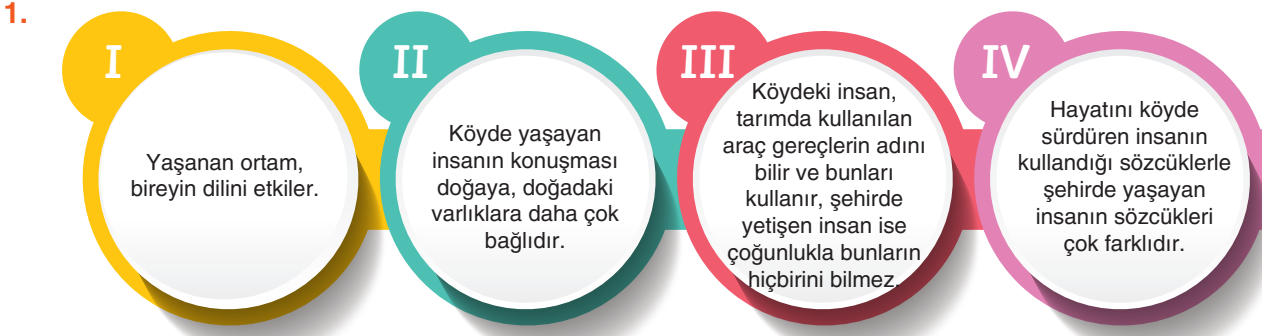 1.
I
Yaşanan ortam,
bireyin dilini etkiler.
II
Köyde yaşayan
insanın konuşması
doğaya, doğadaki
varlıklara daha çok
bağlıdır.
III
Köydeki insan,
tarımda kullanılan
araç gereçlerin adını
bilir ve bunları
kullanır, şehirde
yetişen insan ise
çoğunlukla bunların
hiçbirini bilmez.
IV
Hayatını köyde
sürdüren insanın
kullandığı sözcüklerle
şehirde yaşayan
insanın sözcükleri
çok farklıdır.